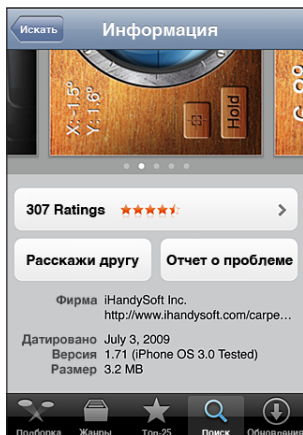 Искать
Информация
X:-1.5°
Y: 1.6°
Hold
307 Ratings
Расскажи другу
Отчет о проблеме
Фирма iHandySoft Inc.
http://www.ihandysoft.com/carpe...
Датировано July 3, 2009
Версия 1.71 (iPhone OS 3.0 Tested)
Размер 3.2 MB
Подборка Жанры Топ-25 Поиск Обновления